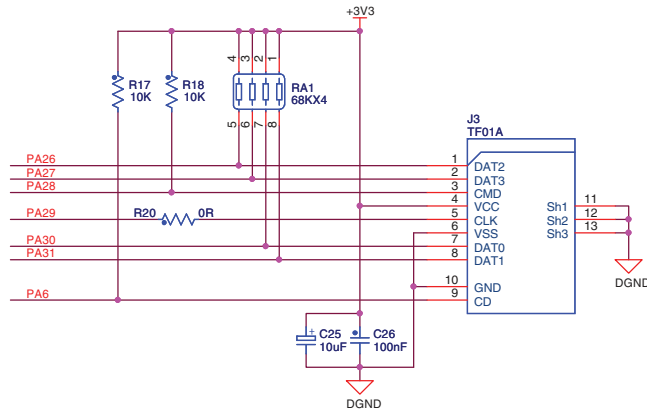 +3V3
4 3 2 1
R17
10K
R18
10K
RA1
68KX4
5 6 7 8
J3
TF01A
PA26
1 DAT2
PA27
2 DAT3
PA28
3 CMD
4 VCC
Sh1 11
PA29
R20 0R
5 CLK
Sh2 12
6 VSS
Sh3 13
PA30
7 DAT0
PA31
8 DAT1
DGND
10 GND
PA6
9 CD
+ C25
10uF
C26
100nF
DGND